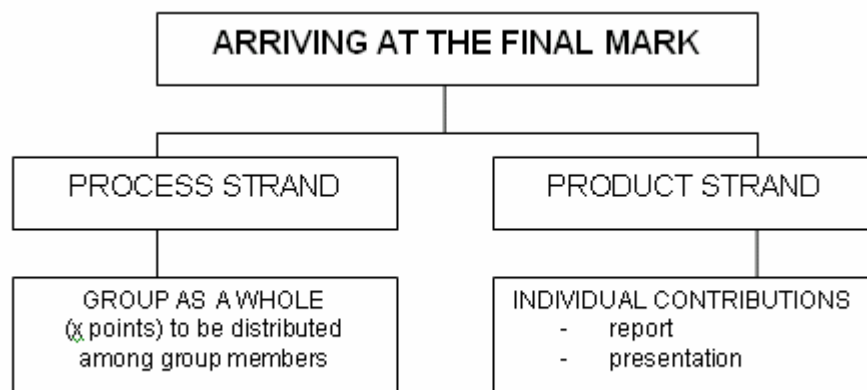 ARRIVING AT THE FINAL MARK
PROCESS STRAND
PRODUCT STRAND
GROUP AS A WHOLE
(x points) to be distributed
among group members
INDIVIDUAL CONTRIBUTIONS
- report
- presentation